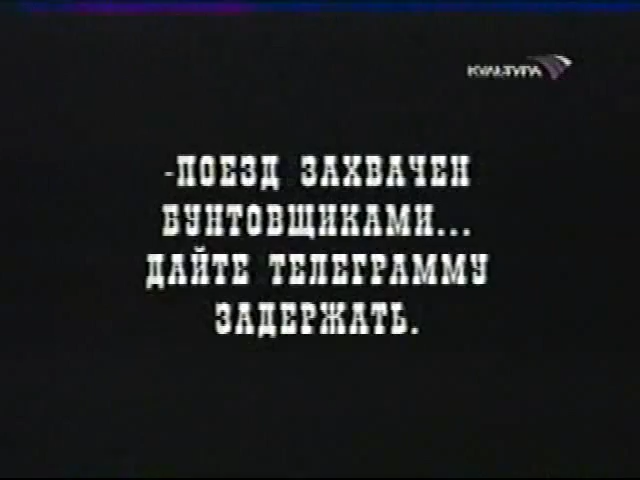 КУЛЬТУРА
-ПОЕЗД ЗАХВАЧЕН
БУНТОВЩИКАМИ...
ДАЙТЕ ТЕЛЕГРАММУ
ЗАДЕРЖАТЬ.